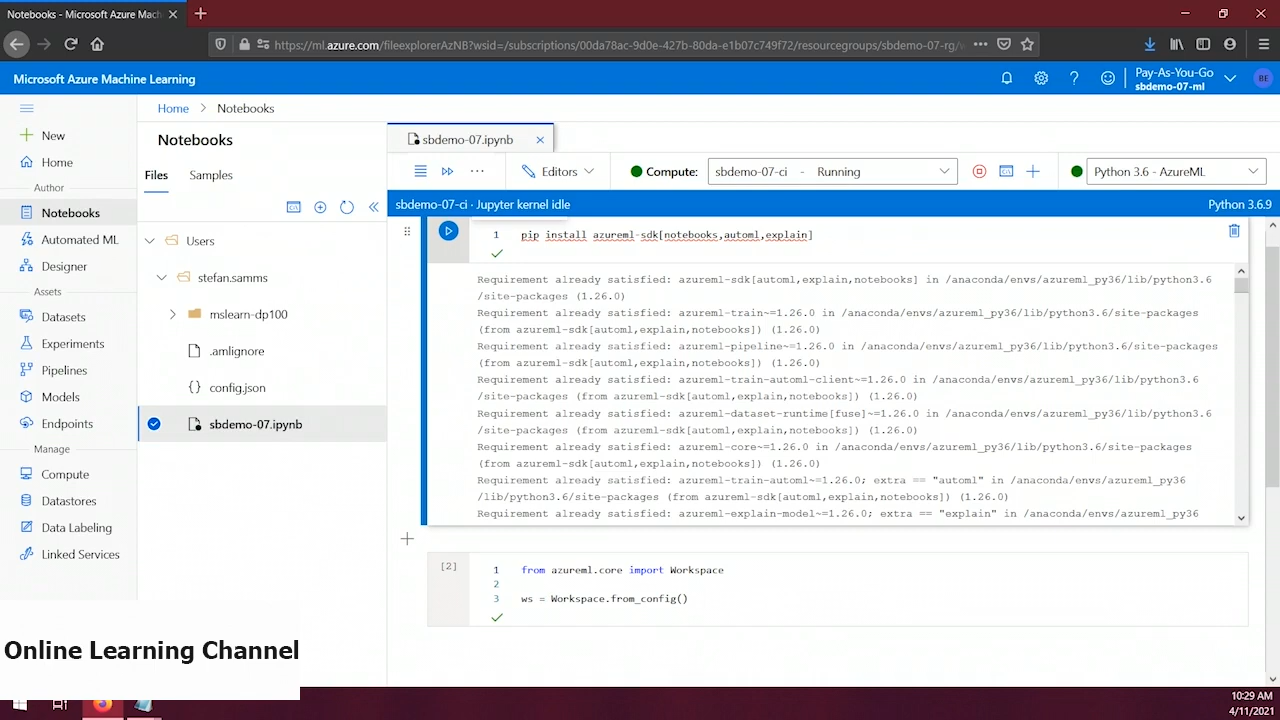 Notebooks - Microsoft Azure Mach
https://ml.azure.com/fileexplorerAzNB?wsid=/subscriptions/00da78ac-9d0e-427b-80da-e1b07c749f72/resourcegroups/sbdemo-07-rg/
Microsoft Azure Machine Learning
Pay-As-You-Go
sbdemo-07-ml
BE
Home > Notebooks
New
Home
Author
Notebooks
Automated ML
Designer
Assets
Datasets
Experiments
Pipelines
Models
Endpoints
Manage
Compute
Datastores
Data Labeling
Linked Services
Notebooks
Files
Samples
Users
stefan.samms
mslearn-dp100
.amlignore
config.json
sbdemo-07.ipynb
sbdemo-07.ipynb
Editors
Compute:
sbdemo-07-ci - Running
Python 3.6 - AzureML
sbdemo-07-ci · Jupyter kernel idle
Python 3.6.9
1 pip install azureml-sdk[notebooks,automl,explain]
Requirement already satisfied: azureml-sdk[automl,explain,notebooks] in /anaconda/envs/azureml_py36/lib/python3.6
/site-packages (1.26.0)
Requirement already satisfied: azureml-train~=1.26.0 in /anaconda/envs/azureml_py36/lib/python3.6/site-packages
(from azureml-sdk[automl,explain,notebooks]) (1.26.0)
Requirement already satisfied: azureml-pipeline~=1.26.0 in /anaconda/envs/azureml_py36/lib/python3.6/site-packages
(from azureml-sdk[automl,explain,notebooks]) (1.26.0)
Requirement already satisfied: azureml-train-automl-client~=1.26.0 in /anaconda/envs/azureml_py36/lib/python3.6
/site-packages (from azureml-sdk[automl,explain,notebooks]) (1.26.0)
Requirement already satisfied: azureml-dataset-runtime[fuse]~=1.26.0 in /anaconda/envs/azureml_py36/lib/python3.6
/site-packages (from azureml-sdk[automl,explain,notebooks]) (1.26.0)
Requirement already satisfied: azureml-core~=1.26.0 in /anaconda/envs/azureml_py36/lib/python3.6/site-packages
(from azureml-sdk[automl,explain,notebooks]) (1.26.0)
Requirement already satisfied: azureml-train-automl~=1.26.0; extra == "automl" in /anaconda/envs/azureml_py36
/lib/python3.6/site-packages (from azureml-sdk[automl,explain,notebooks]) (1.26.0)
Requirement already satisfied: azureml-explain-model~=1.26.0; extra == "explain" in /anaconda/envs/azureml_py36
[2]
1 from azureml.core import Workspace
2
3 ws = Workspace.from_config()
Online Learning Channel
10:29 AM
4/11/2021